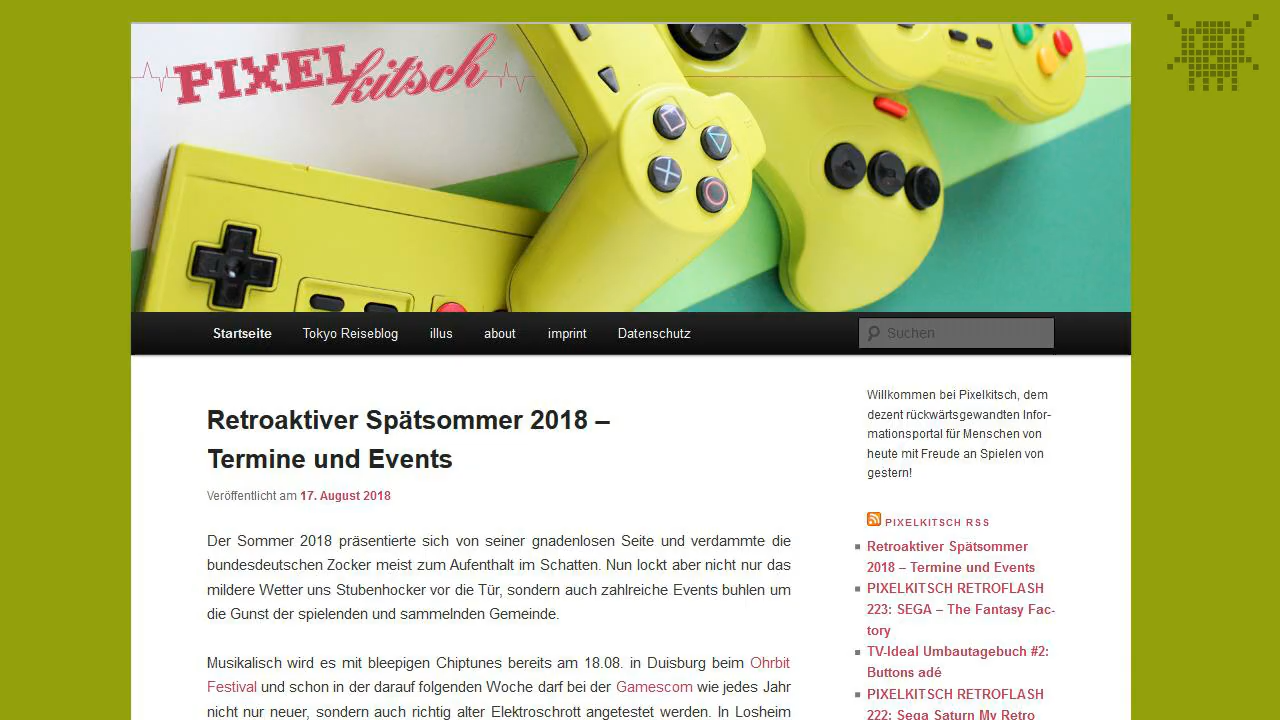 PIXELkitsch
Startseite
Tokyo Reiseblog
illus
about
imprint
Datenschutz
Suchen
Retroaktiver Spätsommer 2018 –
Termine und Events
Veröffentlicht am 17. August 2018
Der Sommer 2018 präsentierte sich von seiner gnadenlosen Seite und verdammte die
bundesdeutschen Zocker meist zum Aufenthalt im Schatten. Nun lockt aber nicht nur das
mildere Wetter uns Stubenhocker vor die Tür, sondern auch zahlreiche Events buhlen um
die Gunst der spielenden und sammelnden Gemeinde.
Musikalisch wird es mit bleepigen Chiptunes bereits am 18.08. in Duisburg beim Ohrbit
Festival und schon in der darauf folgenden Woche darf bei der Gamescom wie jedes Jahr
nicht nur neuer, sondern auch richtig alter Elektroschrott angetestet werden. In Losheim
Willkommen bei Pixelkitsch, dem
dezent rückwärtsgewandten Infor-
mationsportal für Menschen von
heute mit Freude an Spielen von
gestern!
PIXELKITSCH RSS
Retroaktiver Spätsommer
2018 – Termine und Events
PIXELKITSCH RETROFLASH
223: SEGA – The Fantasy Fac-
tory
TV-Ideal Umbautagebuch #2:
Buttons adé
PIXELKITSCH RETROFLASH
222: Sega Saturn My Retro